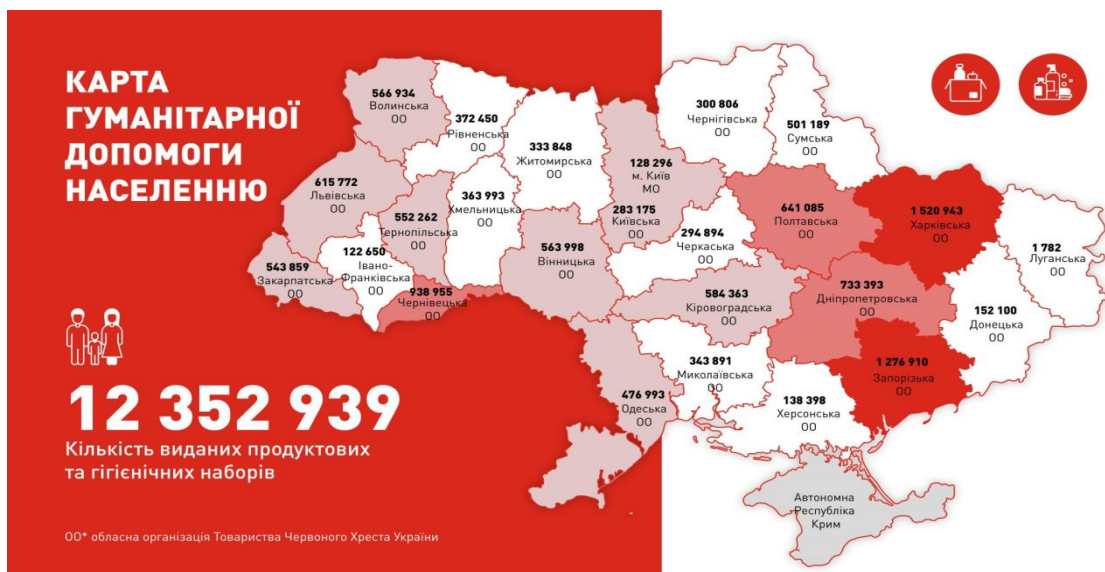 КАРТА
ГУМАНІТАРНОЇ
ДОПОМОГИ
НАСЕЛЕННЮ
12 352 939
Кількість виданих продуктових
та гігієнічних наборів
ОО* обласна організація Товариства Червоного Хреста України
566 934
Волинська
ОО
372 450
Рівненська
ОО
333 848
Житомирська
ОО
128 296
м. Київ
МО
283 175
Київська
ОО
300 806
Чернігівська
ОО
501 189
Сумська
ОО
615 772
Львівська
ОО
552 262
Тернопільська
ОО
363 993
Хмельницька
ОО
563 998
Вінницька
ОО
294 894
Черкаська
ОО
641 085
Полтавська
ОО
1 520 943
Харківська
ОО
1 782
Луганська
ОО
543 859
Закарпатська
ОО
122 650
Івано-
Франківська
ОО
938 955
Чернівецька
ОО
584 363
Кіровоградська
ОО
733 393
Дніпропетровська
ОО
152 100
Донецька
ОО
476 993
Одеська
ОО
343 891
Миколаївська
ОО
138 398
Херсонська
ОО
1 276 910
Запорізька
ОО
Автономна
Республіка
Крим